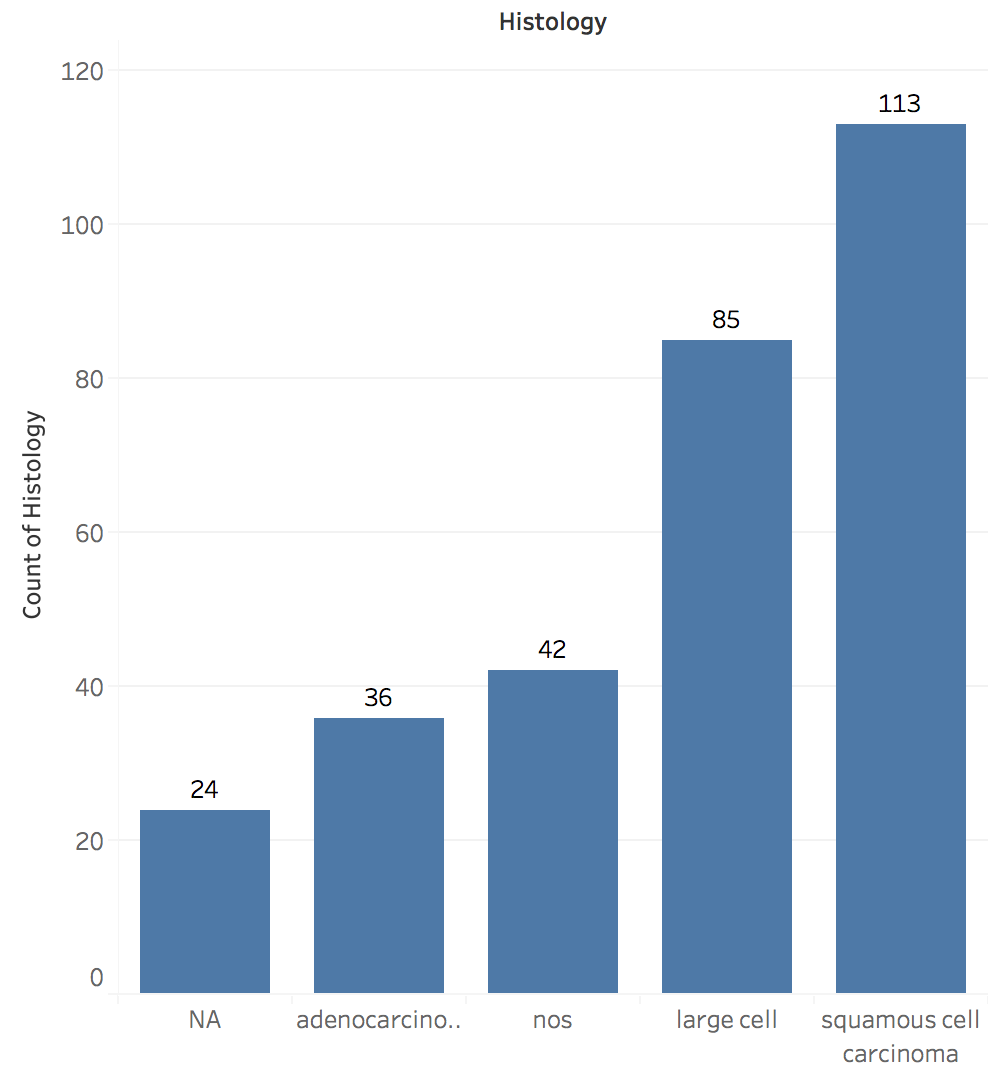 Histology
120
113
100
85
80
Count of Histology
60
42
40
36
24
20
0
NA
adenocarcino..
nos
large cell
squamous cell
carcinoma